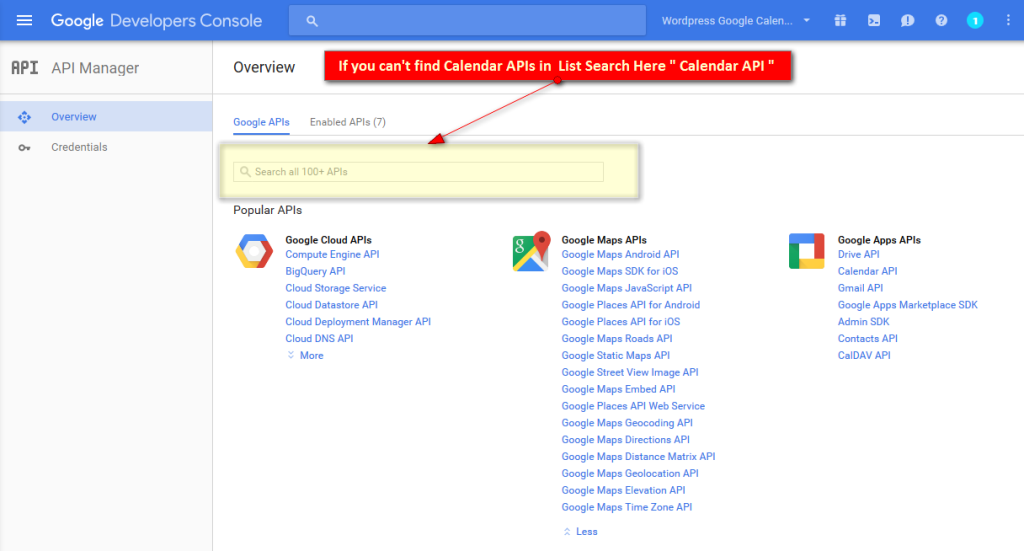 Google Developers Console
Wordpress Google Calen...
1
API API Manager
Overview
If you can't find Calendar APIs in List Search Here " Calendar API "
Overview
Credentials
Google APIs
Enabled APIs (7)
Search all 100+ APIs
Popular APIs
Google Cloud APIs
Compute Engine API
BigQuery API
Cloud Storage Service
Cloud Datastore API
Cloud Deployment Manager API
Cloud DNS API
More
g
Google Maps APIs
Google Maps Android API
Google Maps SDK for iOS
Google Maps JavaScript API
Google Places API for Android
Google Places API for iOS
Google Maps Roads API
Google Static Maps API
Google Street View Image API
Google Maps Embed API
Google Places API Web Service
Google Maps Geocoding API
Google Maps Directions API
Google Maps Distance Matrix API
Google Maps Geolocation API
Google Maps Elevation API
Google Maps Time Zone API
Less
Google Apps APIs
Drive API
Calendar API
Gmail API
Google Apps Marketplace SDK
Admin SDK
Contacts API
CalDAV API